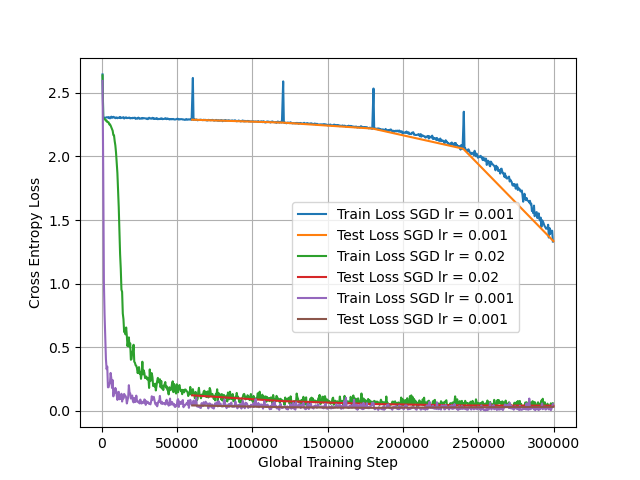 2.5
2.0
1.5
1.0
0.5
0.0
Cross Entropy Loss
Train Loss SGD lr = 0.001
Test Loss SGD lr = 0.001
Train Loss SGD lr = 0.02
Test Loss SGD lr = 0.02
Train Loss SGD lr = 0.001
Test Loss SGD lr = 0.001
0 50000 100000 150000 200000 250000 300000
Global Training Step